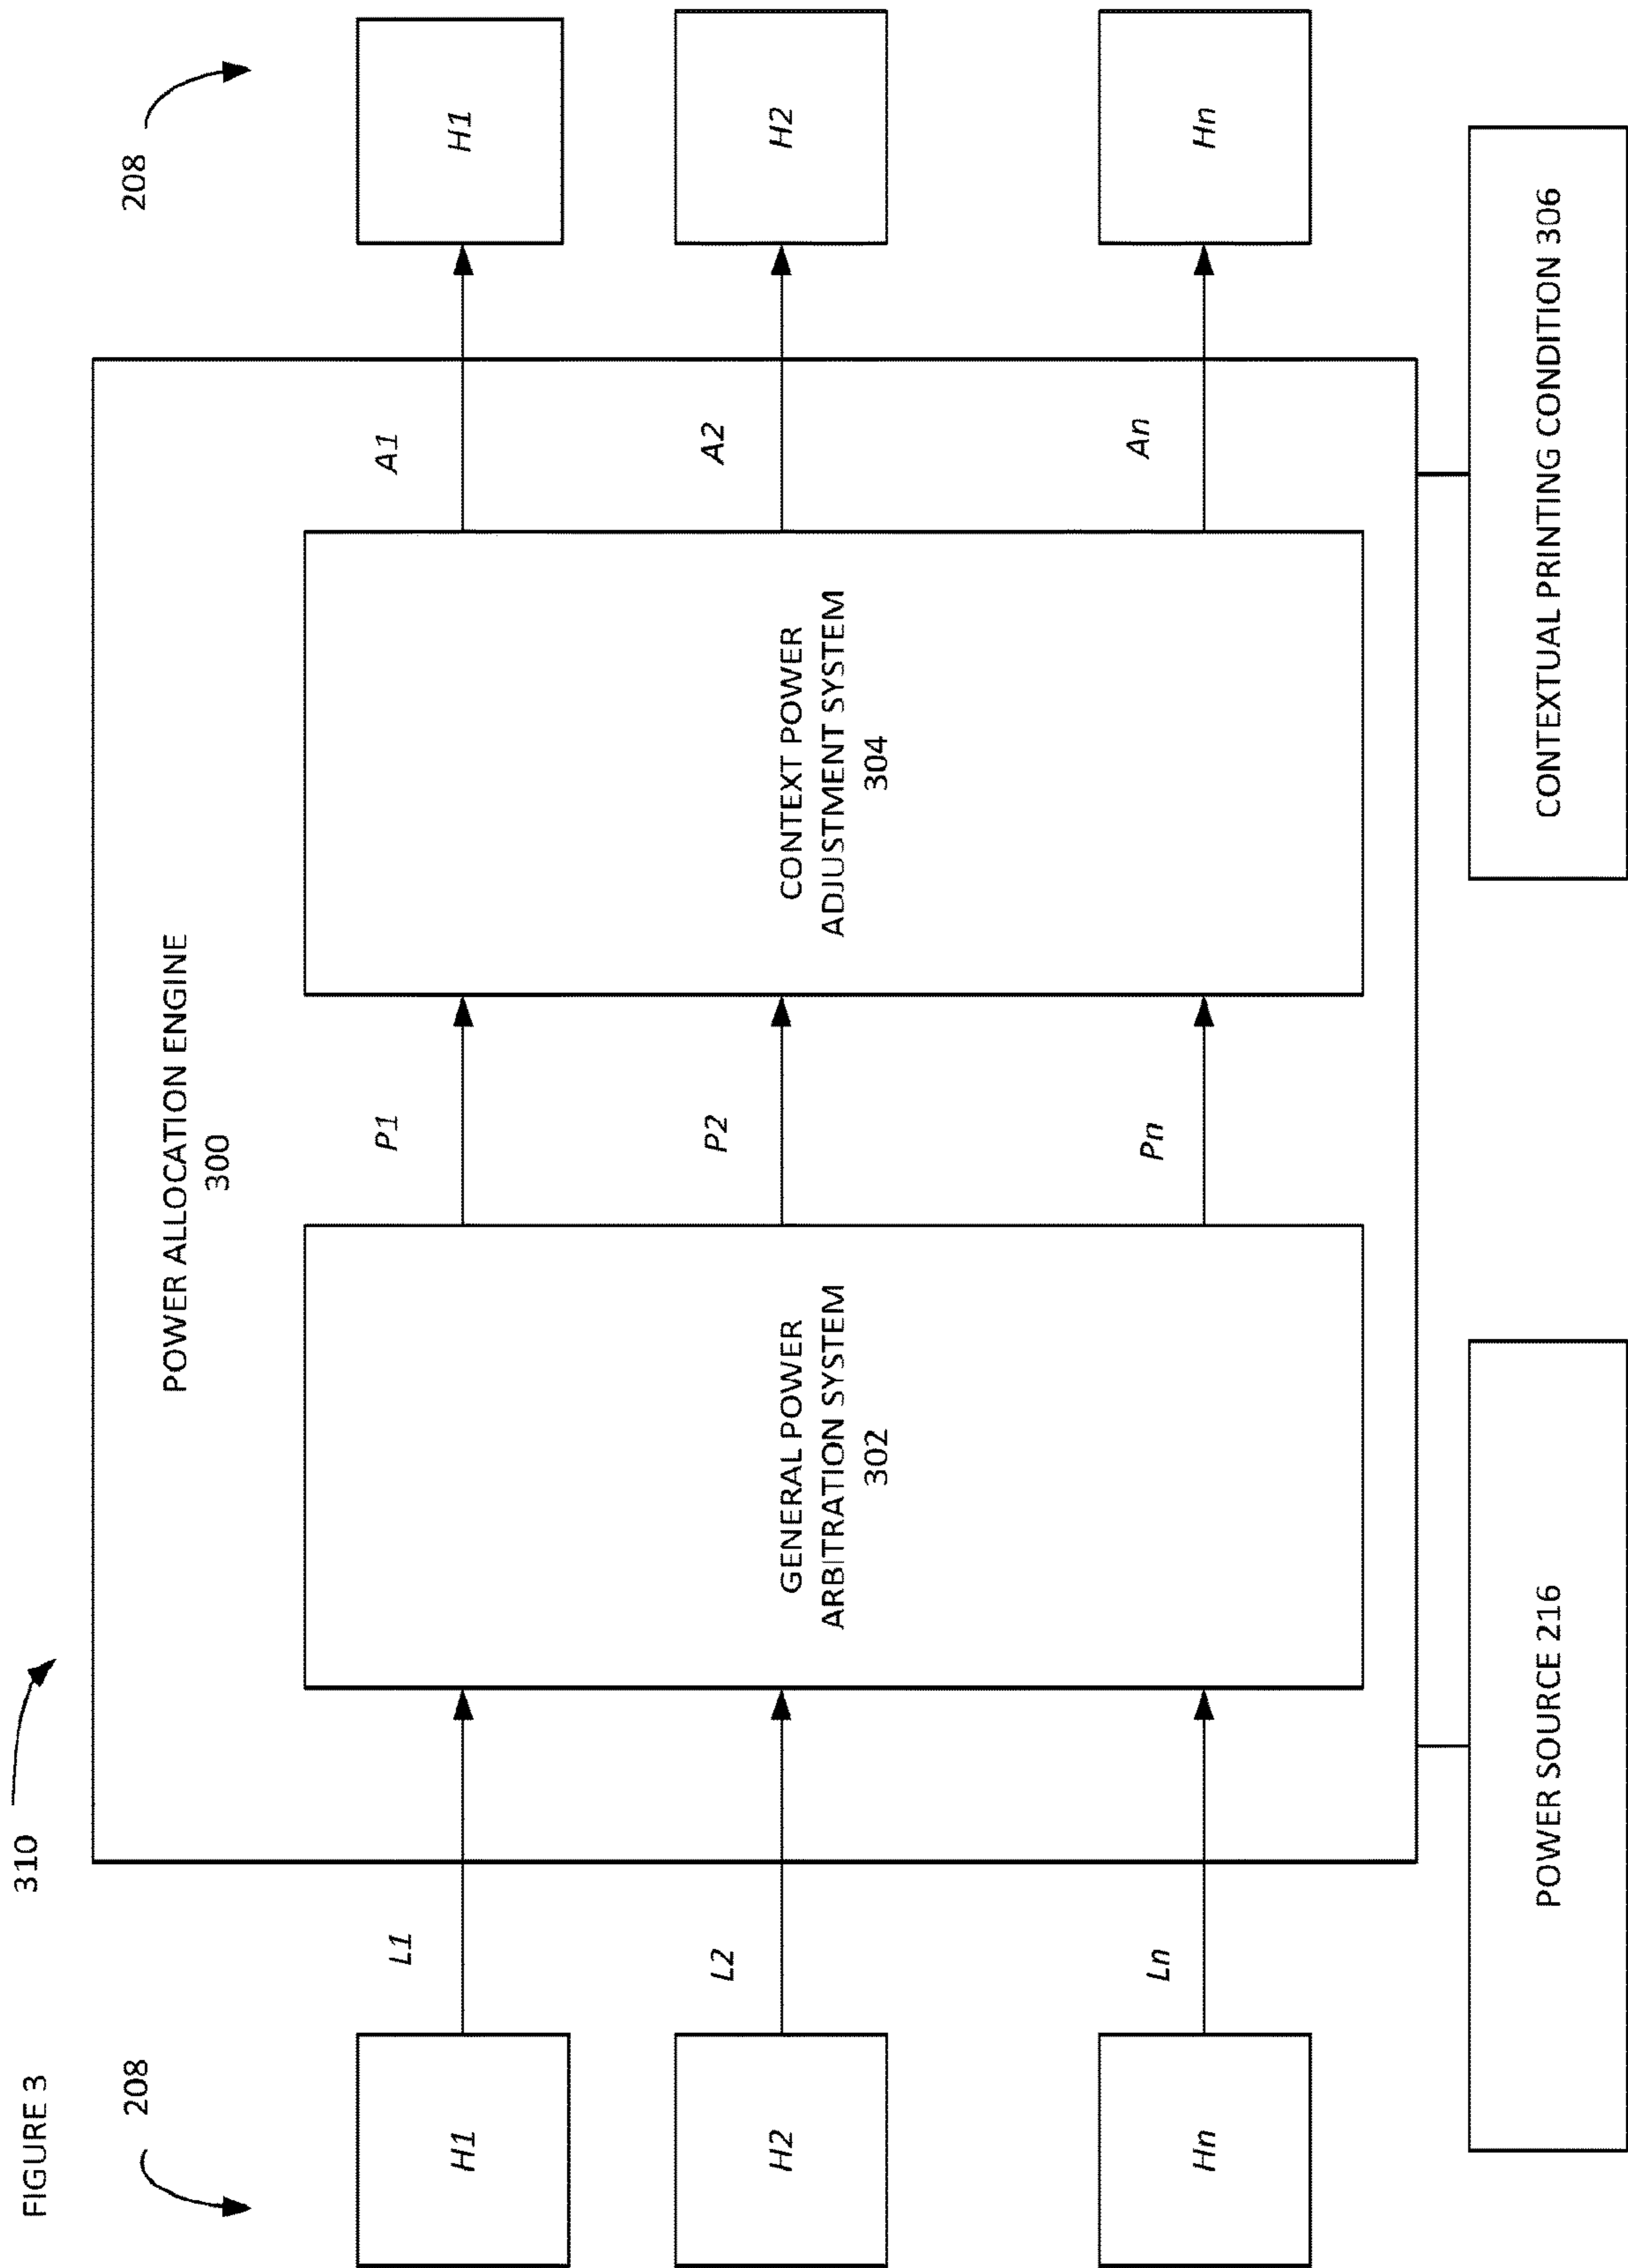 FIGURE 3
310
208
208
POWER ALLOCATION ENGINE
300
H1
L1
P1
A1
H1
H2
L2
GENERAL POWER
ARBITRATION SYSTEM
302
P2
CONTEXT POWER
ADJUSTMENT SYSTEM
304
A2
H2
Hn
Ln
Pn
An
Hn
POWER SOURCE 216
CONTEXTUAL PRINTING CONDITION 306